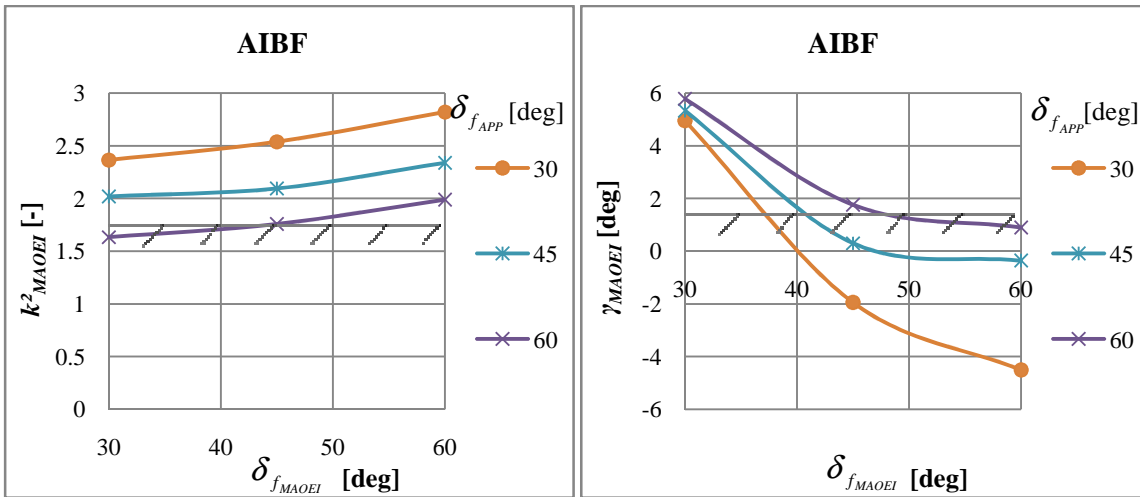 AIBF
3
2.5
2
1.5
1
0.5
0
k²MAOEI [-]
30 40 50 60
δfMAOEI [deg]
δfAPP [deg]
30
45
60
AIBF
6
4
2
0
-2
-4
-6
γMAOEI [deg]
30 40 50 60
δfMAOEI [deg]
δfAPP [deg]
30
45
60